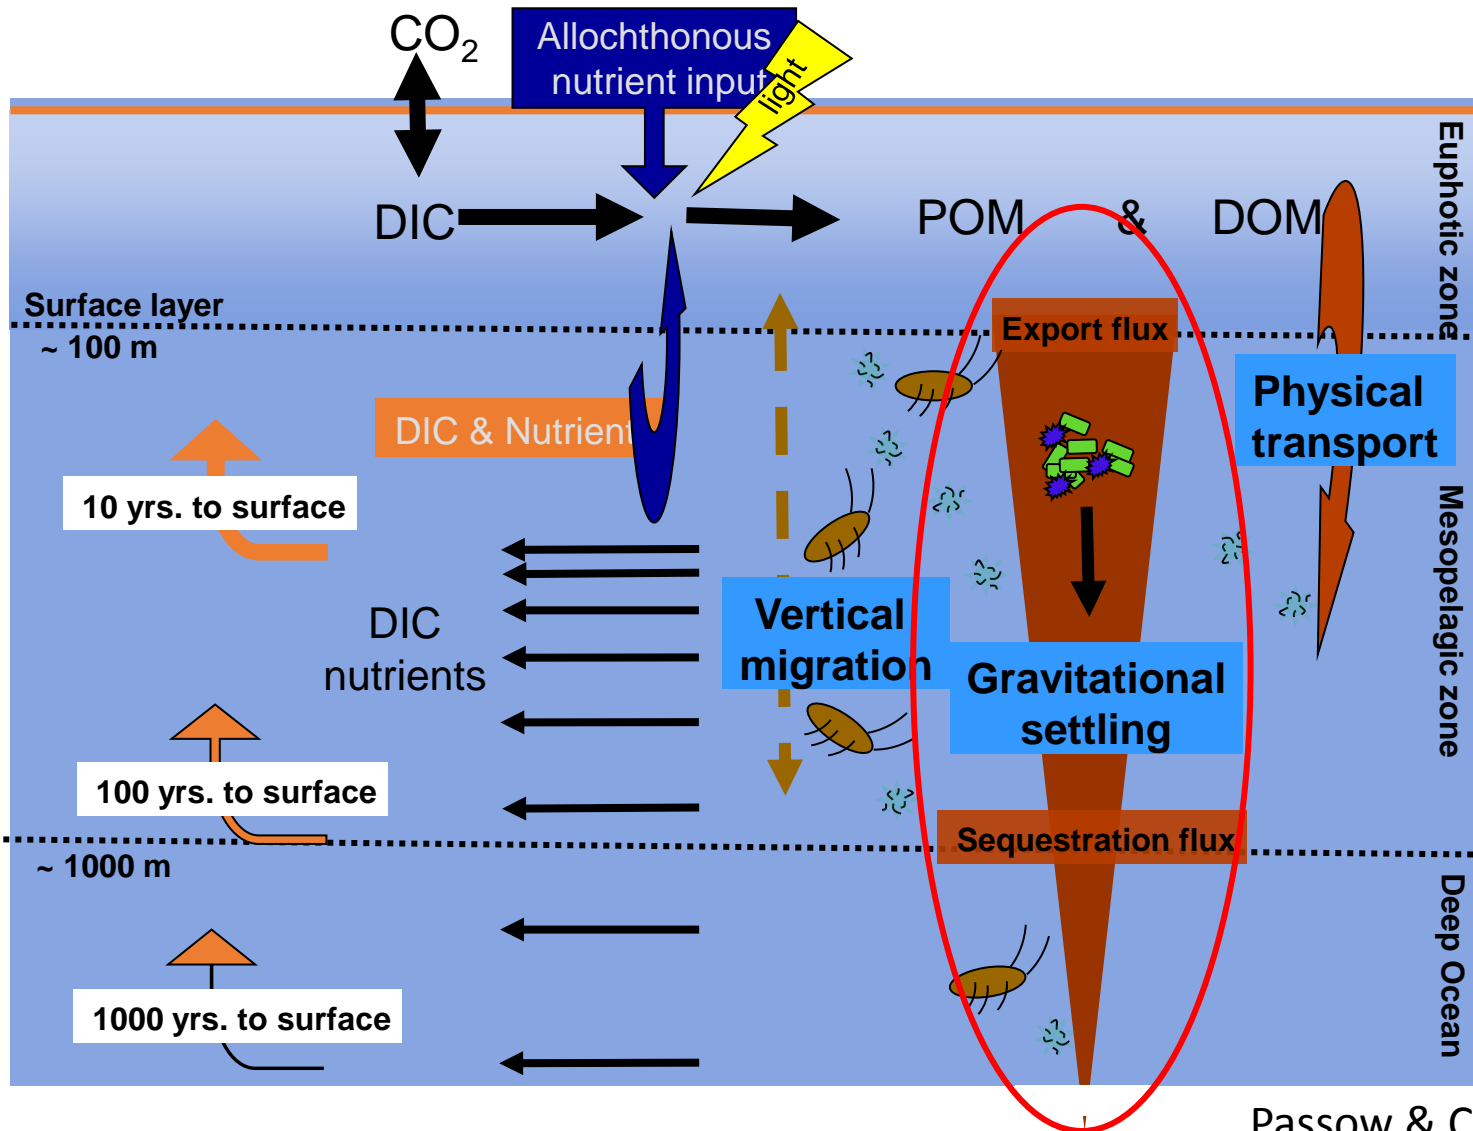 CO₂
Allochthonous
nutrient input
light
DIC
POM & DOM
Euphotic zone
Surface layer
~ 100 m
Export flux
Physical
transport
DIC & Nutrient
10 yrs. to surface
Mesopelagic zone
DIC
nutrients
Vertical
migration
Gravitational
settling
100 yrs. to surface
Sequestration flux
~ 1000 m
Deep Ocean
1000 yrs. to surface
Passow & C